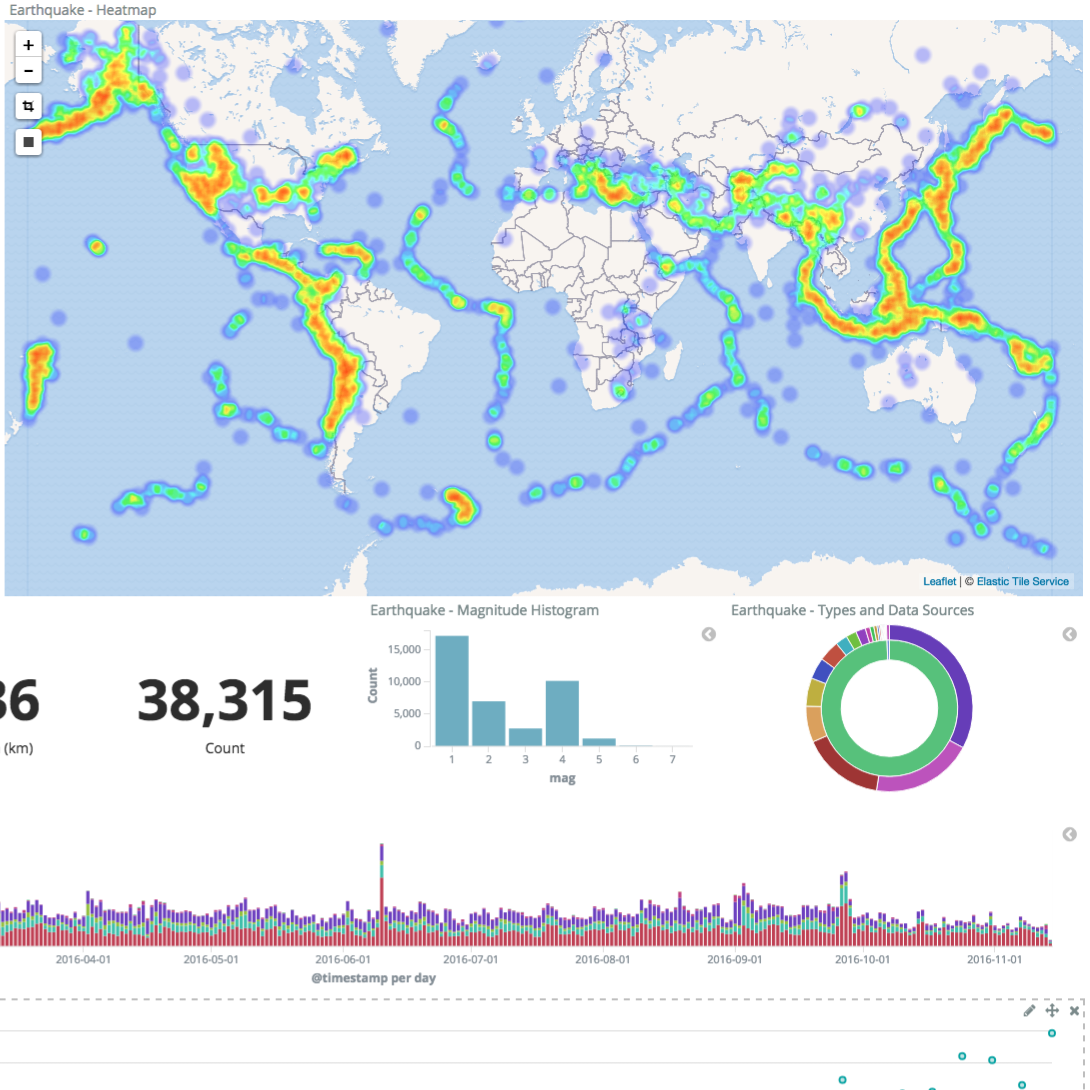 Earthquake - Heatmap
+
-
Leaflet | © Elastic Tile Service
Earthquake - Magnitude Histogram
Earthquake - Types and Data Sources
36
(km)
38,315
Count
Count
15,000
10,000
5,000
0
1 2 3 4 5 6 7
mag
2016-04-01 2016-05-01 2016-06-01 2016-07-01 2016-08-01 2016-09-01 2016-10-01 2016-11-01
@timestamp per day